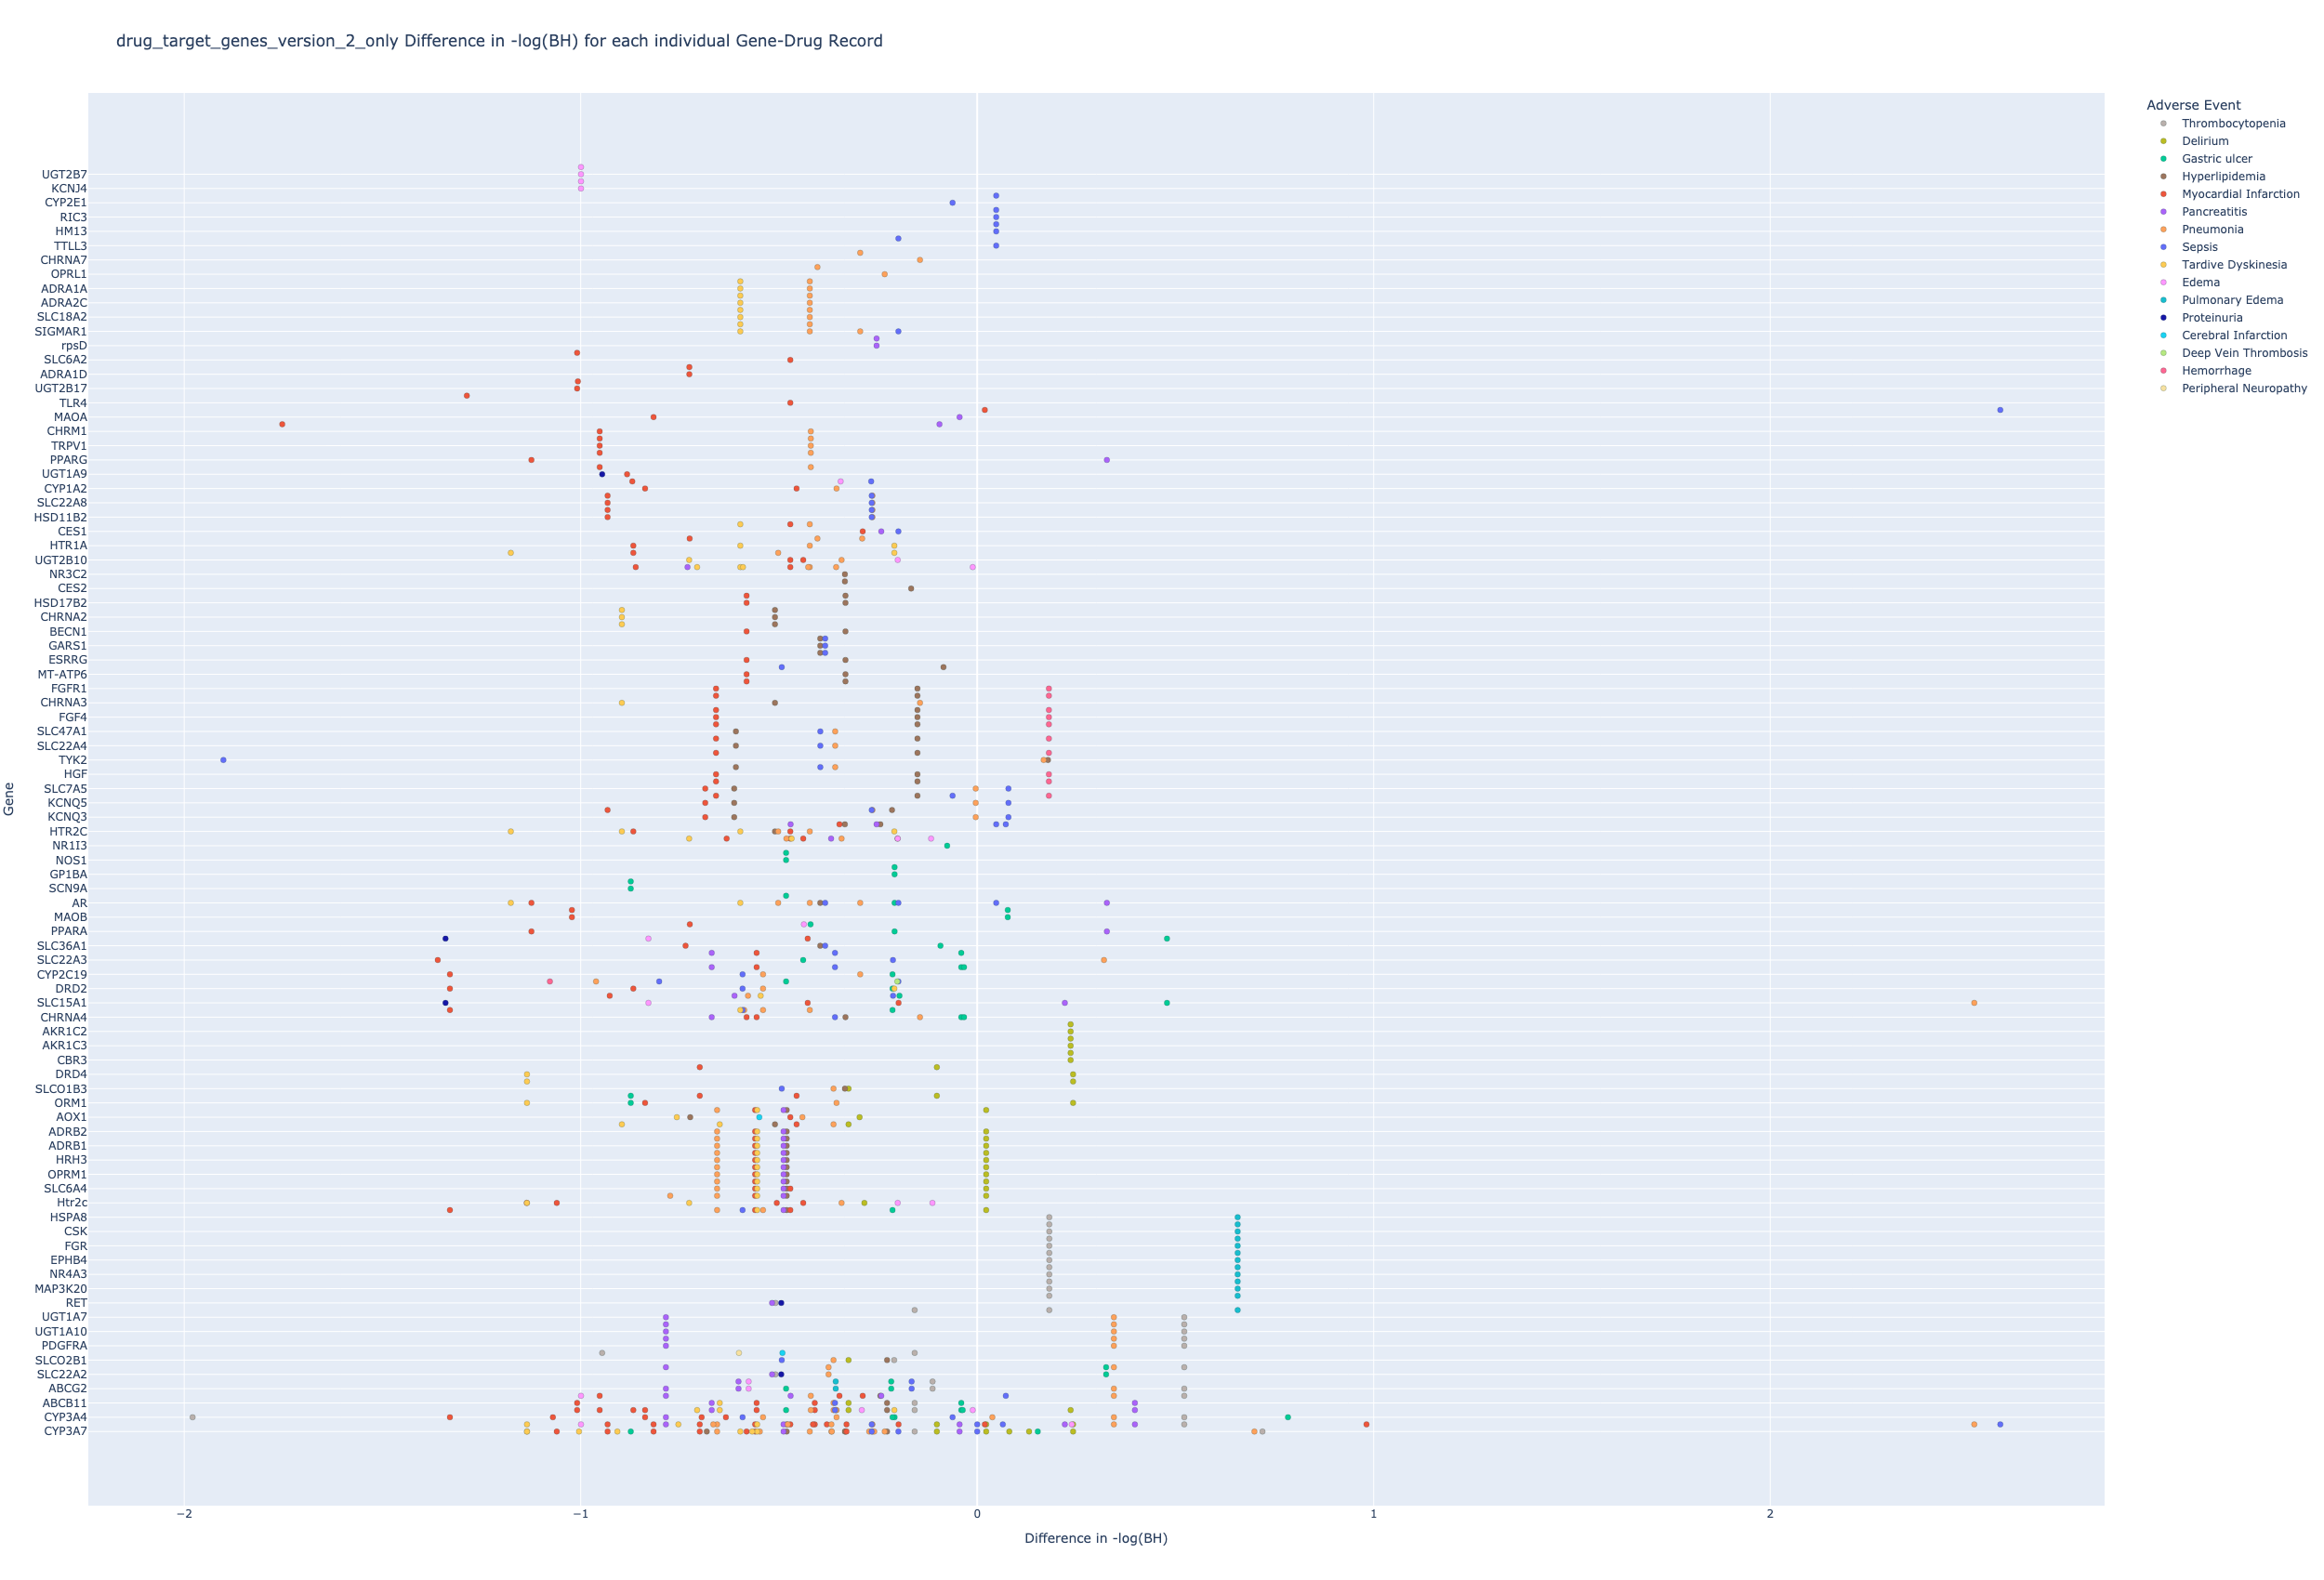 drug_target_genes_version_2_only Difference in -log(BH) for each individual Gene-Drug Record
Adverse Event
Thrombocytopenia
Delirium
Gastric ulcer
Hyperlipidemia
Myocardial Infarction
Pancreatitis
Pneumonia
Sepsis
Tardive Dyskinesia
Edema
Pulmonary Edema
Proteinuria
Cerebral Infarction
Deep Vein Thrombosis
Hemorrhage
Peripheral Neuropathy
Gene
UGT2B7
KCNJ4
CYP2E1
RIC3
HM13
TTLL3
CHRNA7
OPRL1
ADRA1A
ADRA2C
SLC18A2
SIGMAR1
rpsD
SLC6A2
ADRA1D
UGT2B17
TLR4
MAOA
CHRM1
TRPV1
PPARG
UGT1A9
CYP1A2
SLC22A8
HSD11B2
CES1
HTR1A
UGT2B10
NR3C2
CES2
HSD17B2
CHRNA2
BECN1
GARS1
ESRRG
MT-ATP6
FGFR1
CHRNA3
FGF4
SLC47A1
SLC22A4
TYK2
HGF
SLC7A5
KCNQ5
KCNQ3
HTR2C
NR1I3
NOS1
GP1BA
SCN9A
AR
MAOB
PPARA
SLC36A1
SLC22A3
CYP2C19
DRD2
SLC15A1
CHRNA4
AKR1C2
AKR1C3
CBR3
DRD4
SLCO1B3
ORM1
AOX1
ADRB2
ADRB1
HRH3
OPRM1
SLC6A4
Htr2c
HSPA8
CSK
FGR
EPHB4
NR4A3
MAP3K20
RET
UGT1A7
UGT1A10
PDGFRA
SLCO2B1
SLC22A2
ABCG2
ABCB11
CYP3A4
CYP3A7
−2 −1 0 1 2
Difference in -log(BH)